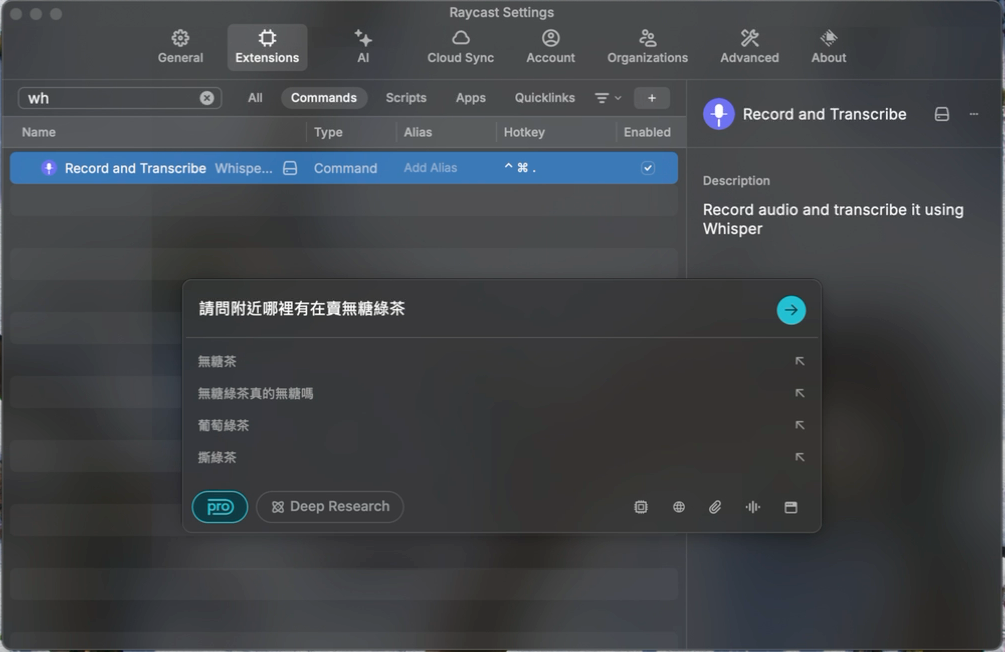 Raycast Settings
General
Extensions
AI
Cloud Sync
Account
Organizations
Advanced
About
wh
All
Commands
Scripts
Apps
Quicklinks
+
Name
Type
Alias
Hotkey
Enabled
Record and Transcribe Whispe... Command Add Alias ^ ⌘ .
Record and Transcribe
Description
Record audio and transcribe it using
Whisper
請問附近哪裡有在賣無糖綠茶
無糖茶
無糖綠茶真的無糖嗎
葡萄綠茶
撕綠茶
pro
Deep Research